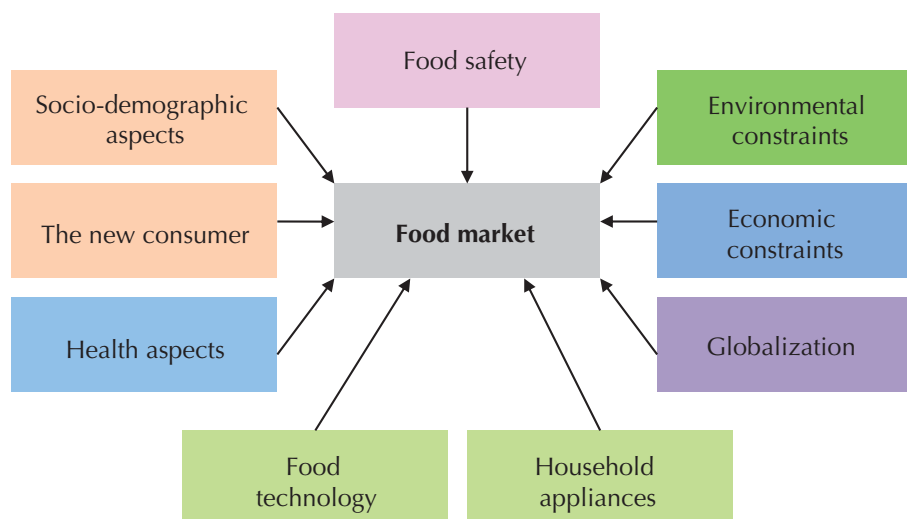 Food safety
Socio-demographic
aspects
Environmental
constraints
The new consumer
Food market
Economic
constraints
Health aspects
Globalization
Food
technology
Household
appliances